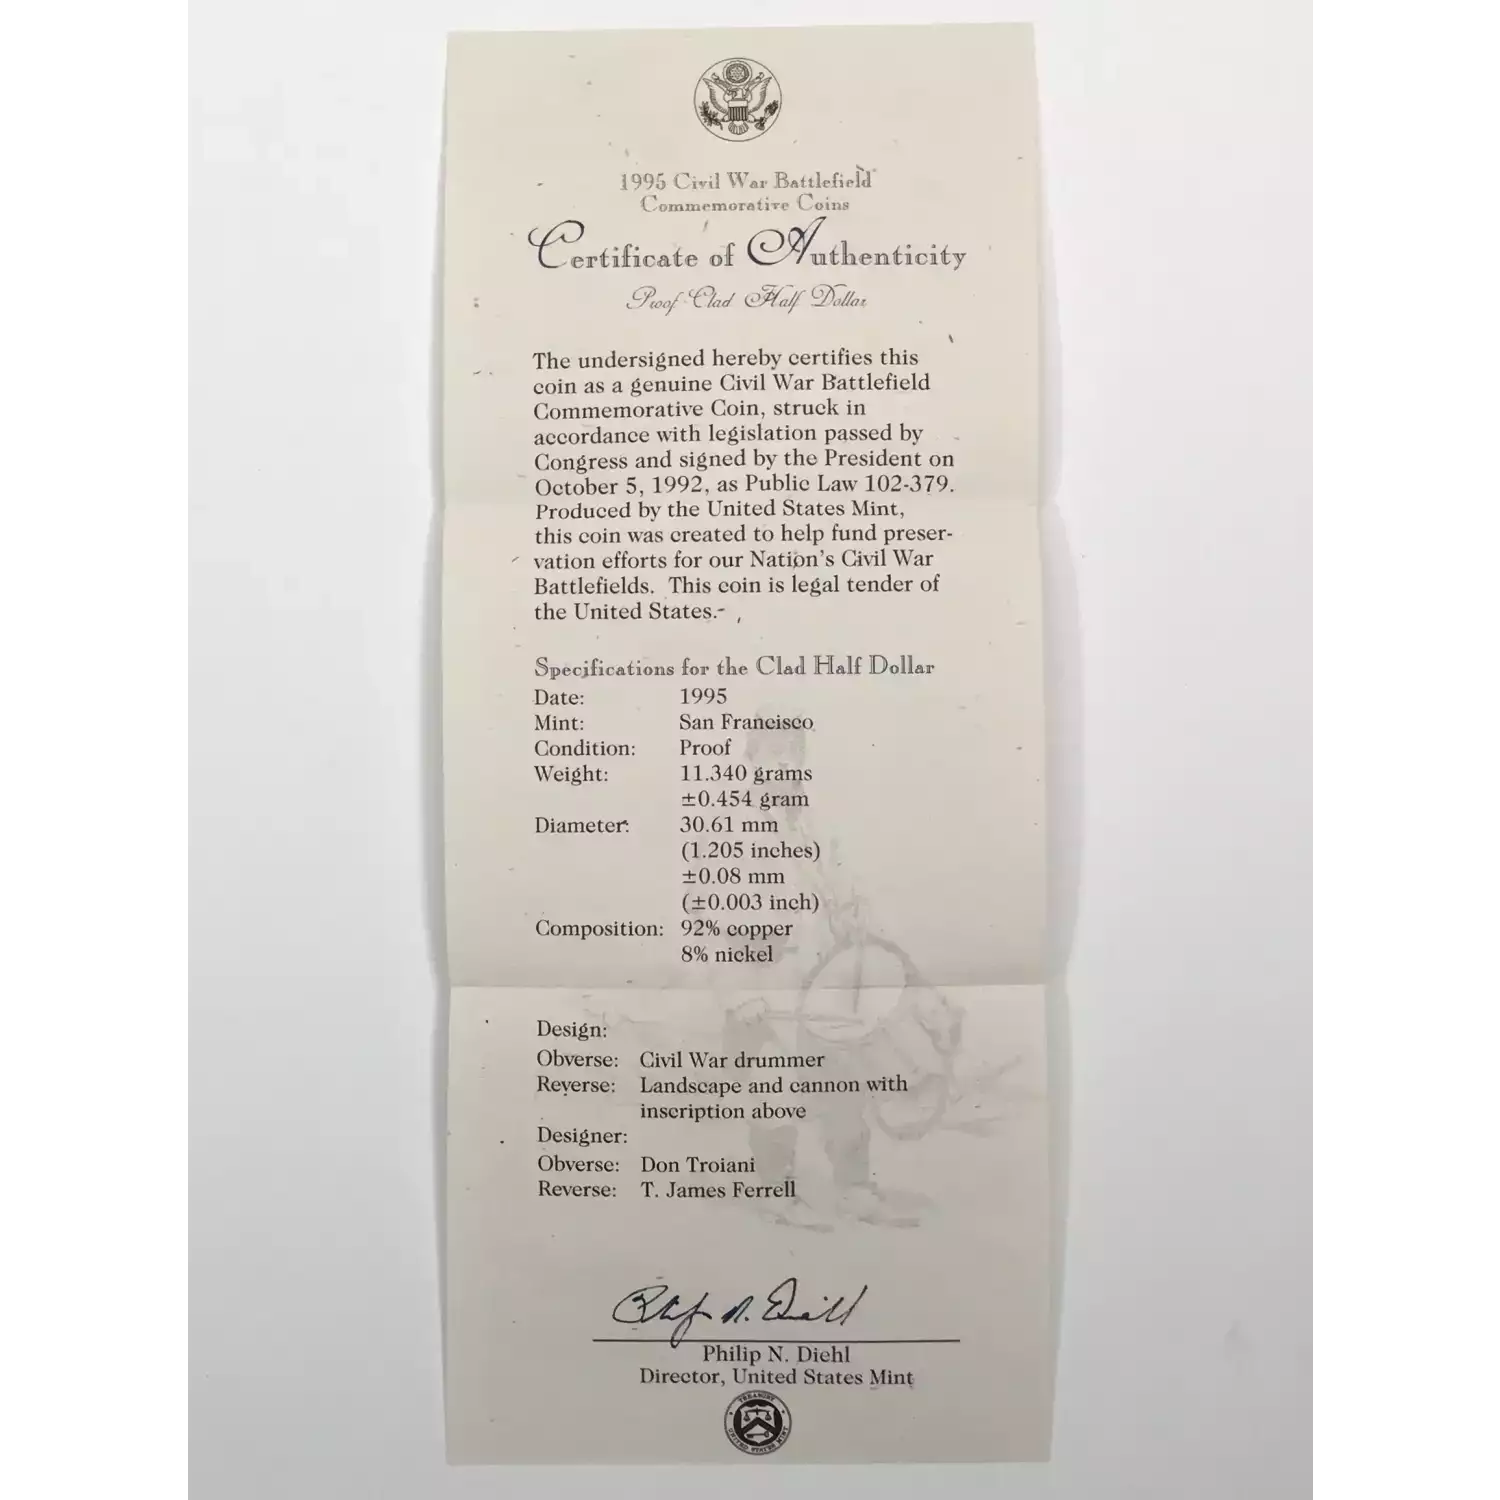 1995 Civil War Battlefield
Commemorative Coins
Certificate of Authenticity
Proof Clad Half Dollar
The undersigned hereby certifies this
coin as a genuine Civil War Battlefield
Commemorative Coin, struck in
accordance with legislation passed by
Congress and signed by the President on
October 5, 1992, as Public Law 102-379.
Produced by the United States Mint,
this coin was created to help fund preser-
vation efforts for our Nation's Civil War
Battlefields. This coin is legal tender of
the United States.
Specifications for the Clad Half Dollar
Date: 1995
Mint: San Francisco
Condition: Proof
Weight: 11.340 grams
±0.454 gram
Diameter: 30.61 mm
(1.205 inches)
±0.08 mm
(±0.003 inch)
Composition: 92% copper
8% nickel
Design:
Obverse: Civil War drummer
Reverse: Landscape and cannon with
inscription above
Designer:
Obverse: Don Troiani
Reverse: T. James Ferrell
Philip N. Diehl
Philip N. Diehl
Director, United States Mint
TREASURY
UNITED STATES MINT